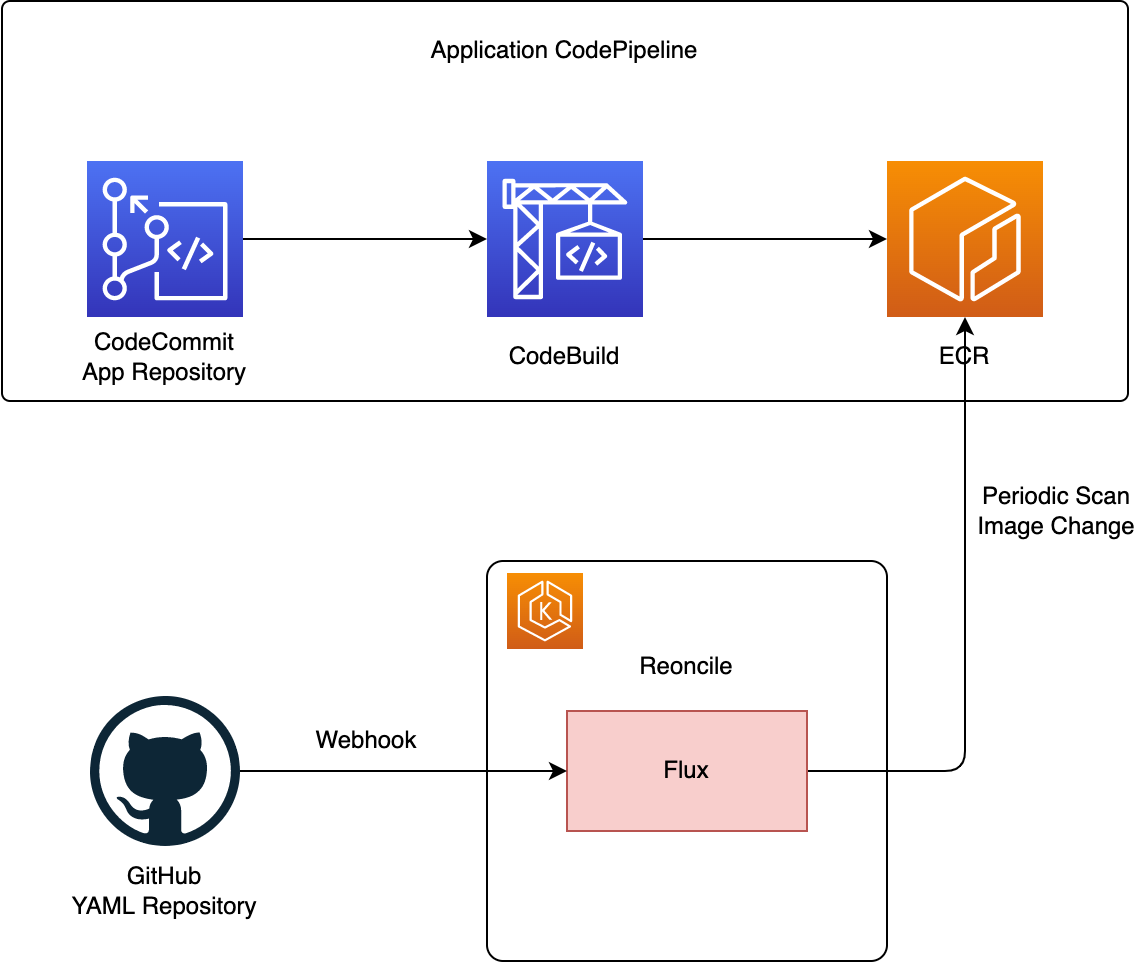 Application CodePipeline
</>
</>
CodeCommit
App Repository
CodeBuild
ECR
Periodic Scan
Image Change
K
Reoncile
Webhook
Flux
GitHub
YAML Repository